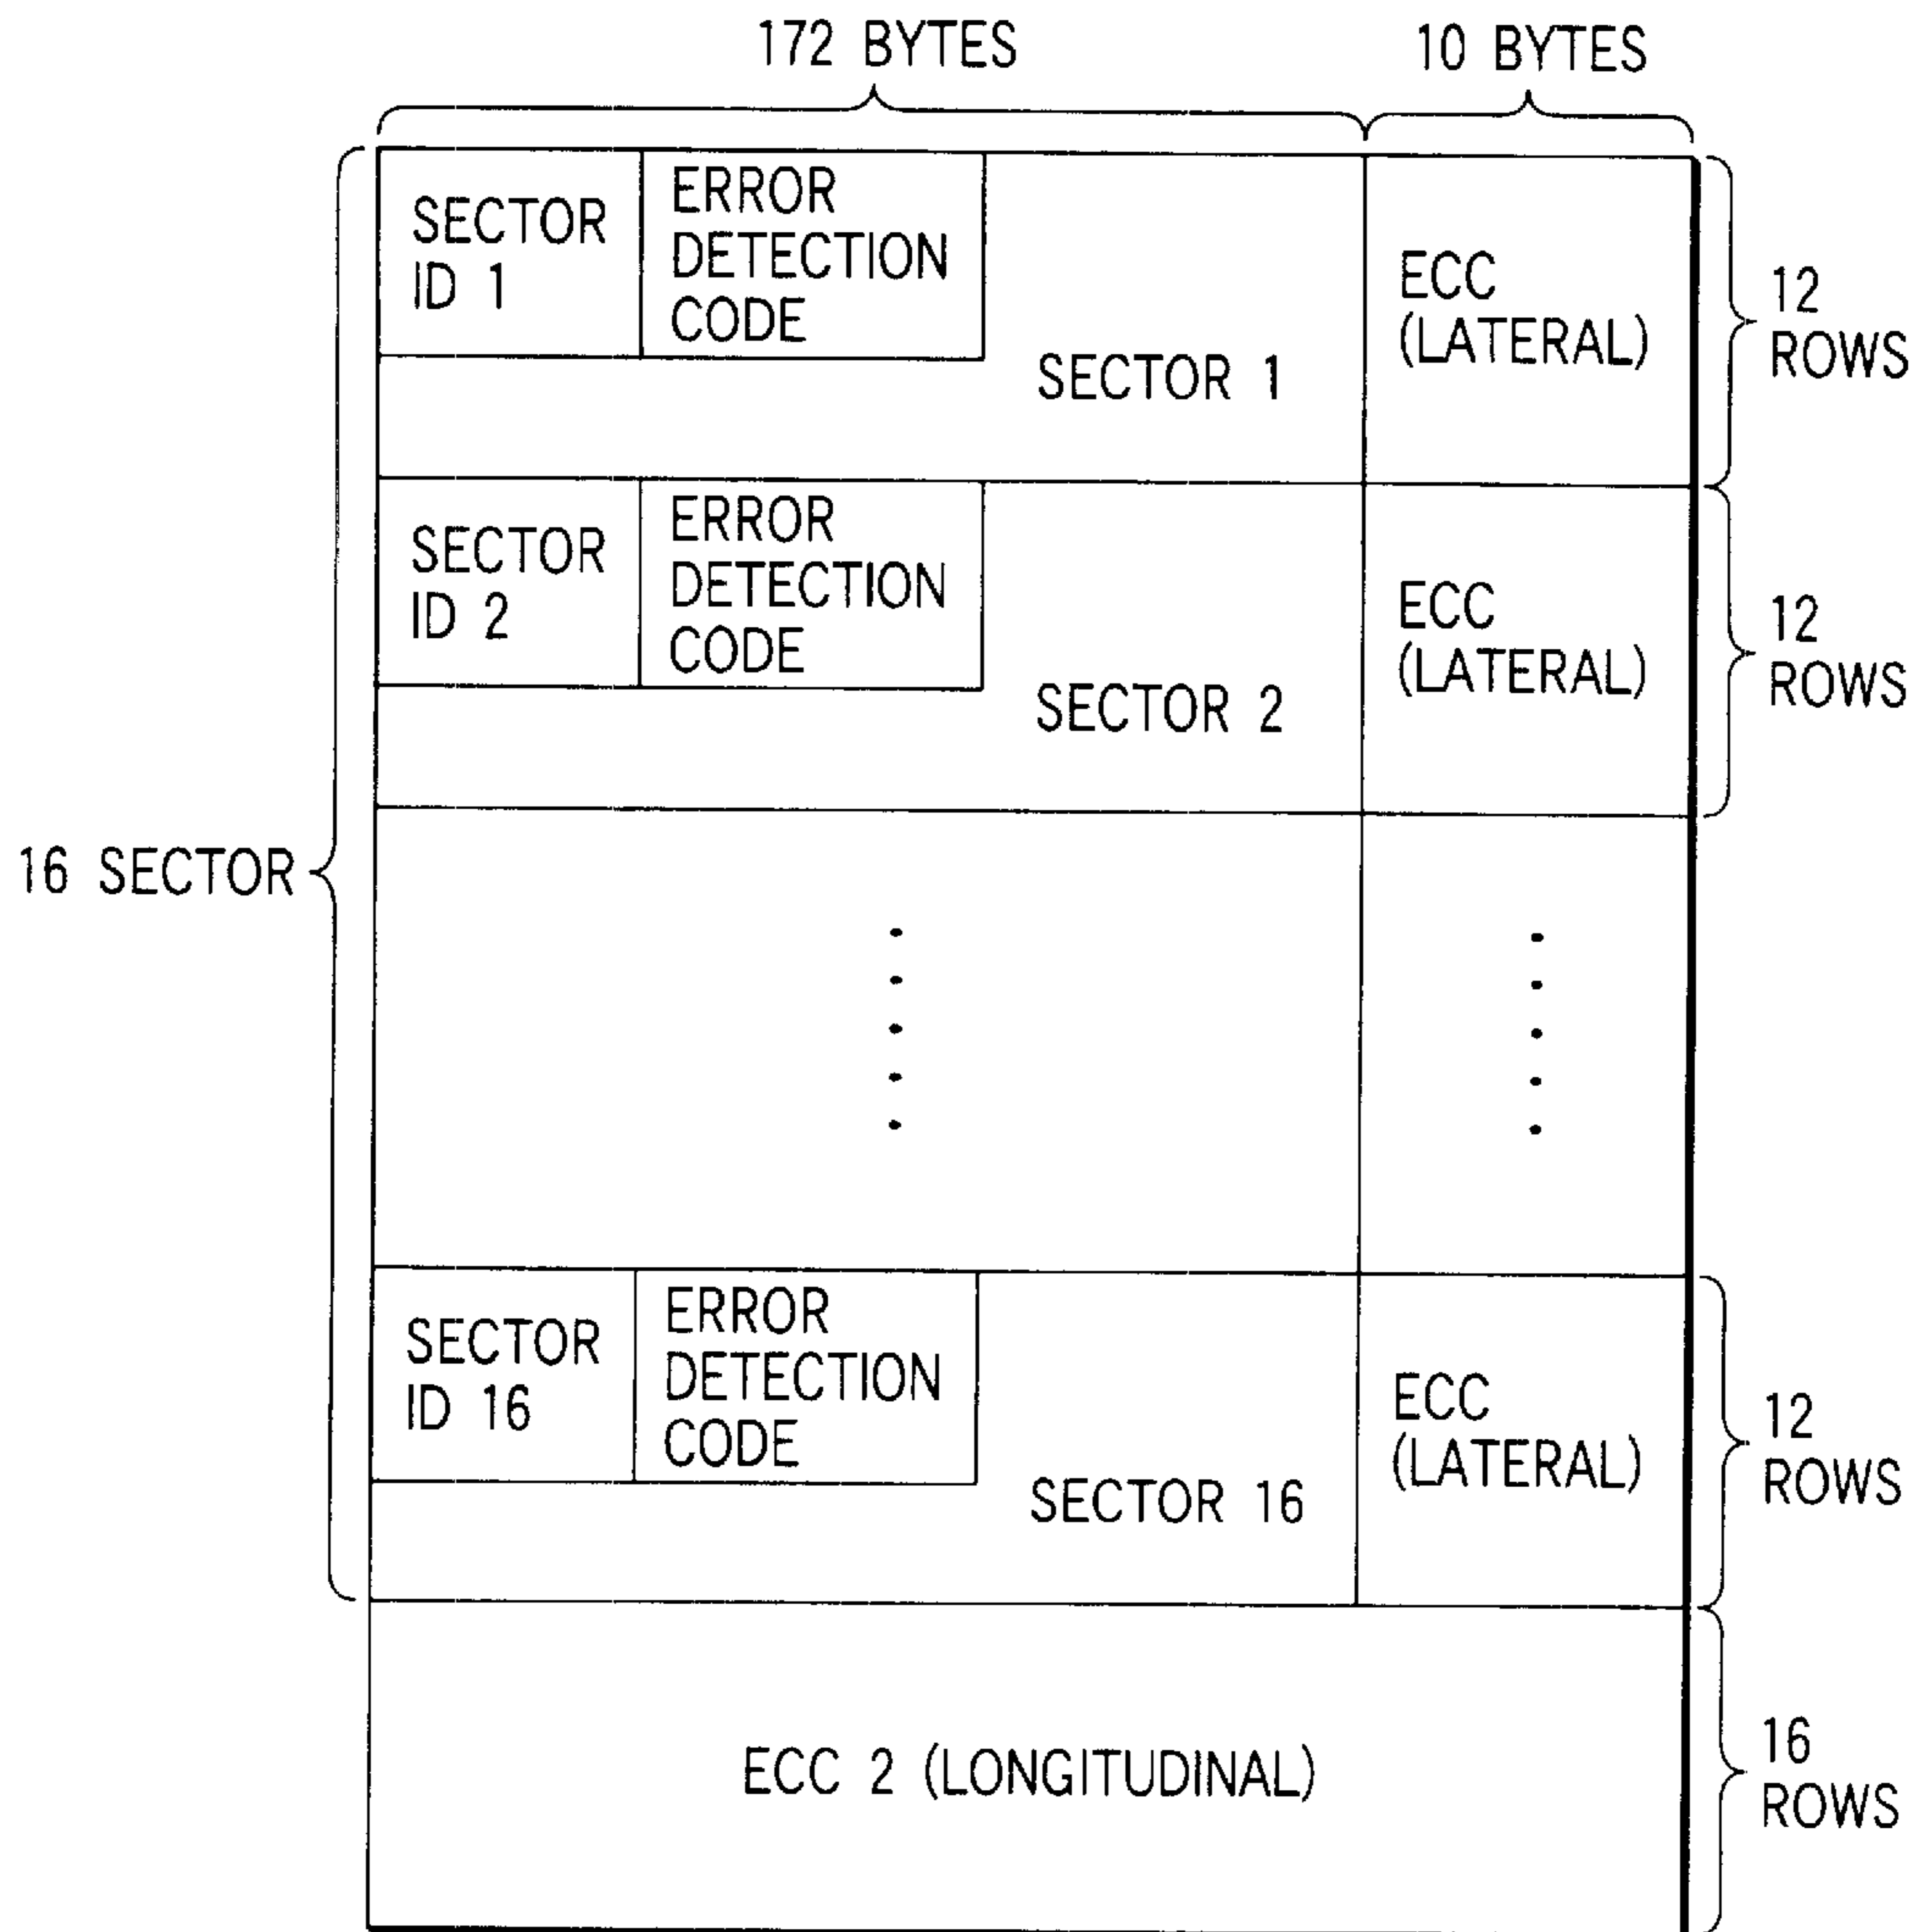 172 BYTES
10 BYTES
SECTOR
ID 1
ERROR
DETECTION
CODE
SECTOR 1
ECC
(LATERAL)
12
ROWS
SECTOR
ID 2
ERROR
DETECTION
CODE
SECTOR 2
ECC
(LATERAL)
12
ROWS
16 SECTOR
SECTOR
ID 16
ERROR
DETECTION
CODE
SECTOR 16
ECC
(LATERAL)
12
ROWS
ECC 2 (LONGITUDINAL)
16
ROWS